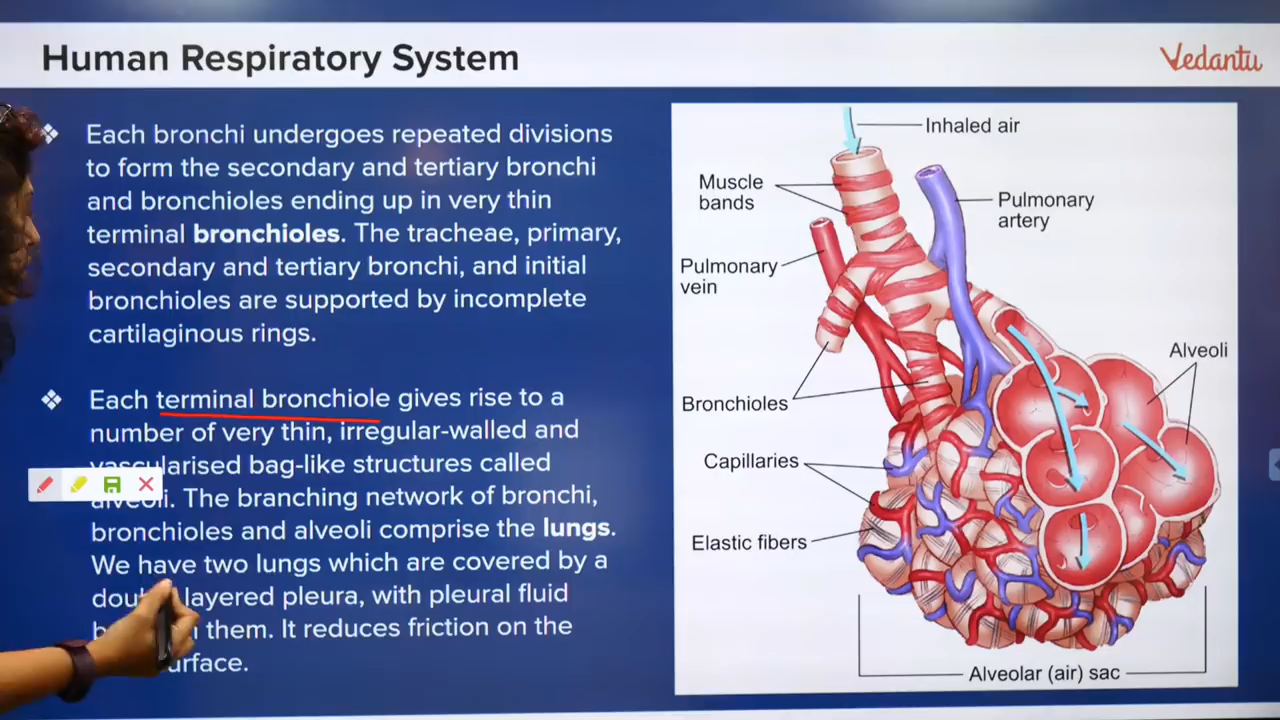 Human Respiratory System
Vedantu
❖ Each bronchi undergoes repeated divisions
to form the secondary and tertiary bronchi
and bronchioles ending up in very thin
terminal bronchioles. The tracheae, primary,
secondary and tertiary bronchi, and initial
bronchioles are supported by incomplete
cartilaginous rings.
❖ Each terminal bronchiole gives rise to a
number of very thin, irregular-walled and
vascularised bag-like structures called
alveoli. The branching network of bronchi,
bronchioles and alveoli comprise the lungs.
We have two lungs which are covered by a
layered pleura, with pleural fluid
them. It reduces friction on the
Inhaled air
Muscle
bands
Pulmonary
artery
Pulmonary
vein
Alveoli
Bronchioles
Capillaries
Elastic fibers
Alveolar (air) sac